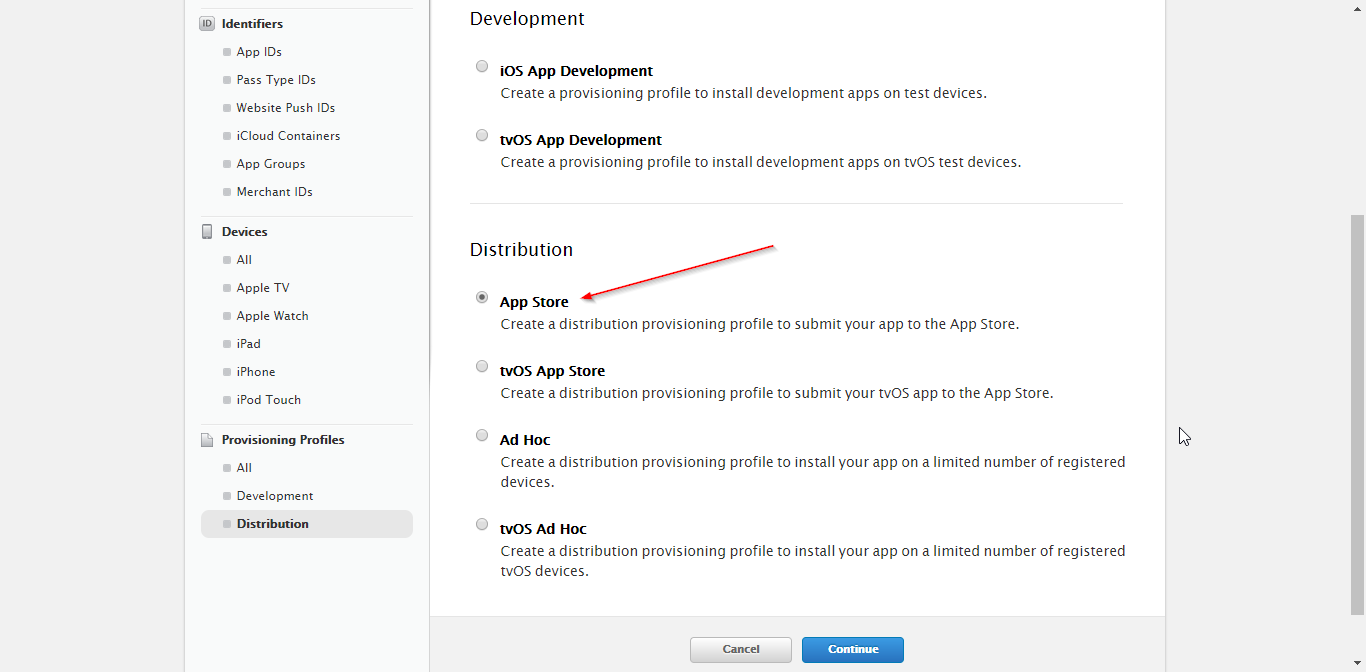 ID Identifiers
App IDs
Pass Type IDs
Website Push IDs
iCloud Containers
App Groups
Merchant IDs
Devices
All
Apple TV
Apple Watch
iPad
iPhone
iPod Touch
Provisioning Profiles
All
Development
Distribution
Development
iOS App Development
Create a provisioning profile to install development apps on test devices.
tvOS App Development
Create a provisioning profile to install development apps on tvOS test devices.
Distribution
App Store
Create a distribution provisioning profile to submit your app to the App Store.
tvOS App Store
Create a distribution provisioning profile to submit your tvOS app to the App Store.
Ad Hoc
Create a distribution provisioning profile to install your app on a limited number of registered
devices.
tvOS Ad Hoc
Create a distribution provisioning profile to install your app on a limited number of registered
tvOS devices.
Cancel
Continue